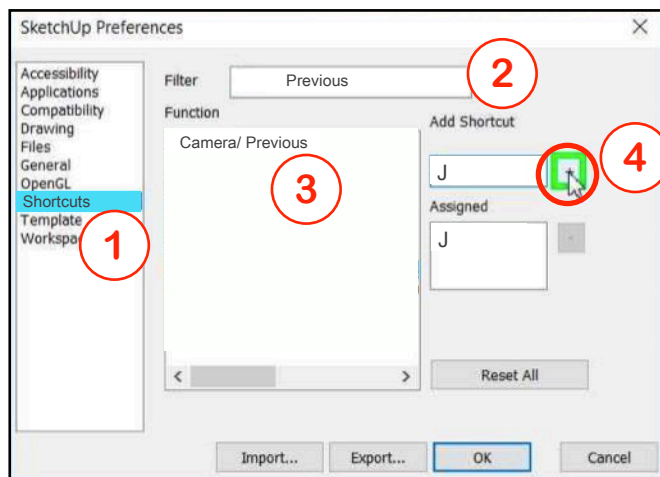 SketchUp Preferences
Accessibility
Applications
Compatibility
Drawing
Files
General
OpenGL
Shortcuts
Template
1
Filter
Previous
2
Function
Camera/ Previous
3
Add Shortcut
J
+
4
Assigned
J
-
Reset All
Import...
Export...
OK
Cancel